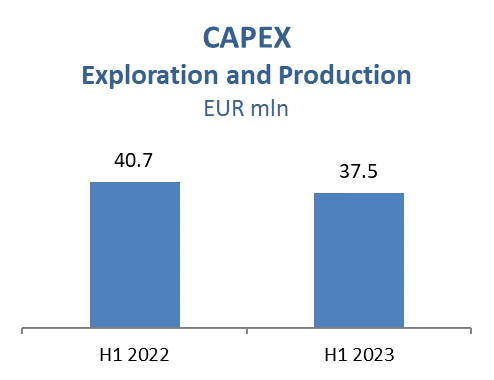 CAPEX
Exploration and Production
EUR mln
40.7
37.5
H1 2022
H1 2023